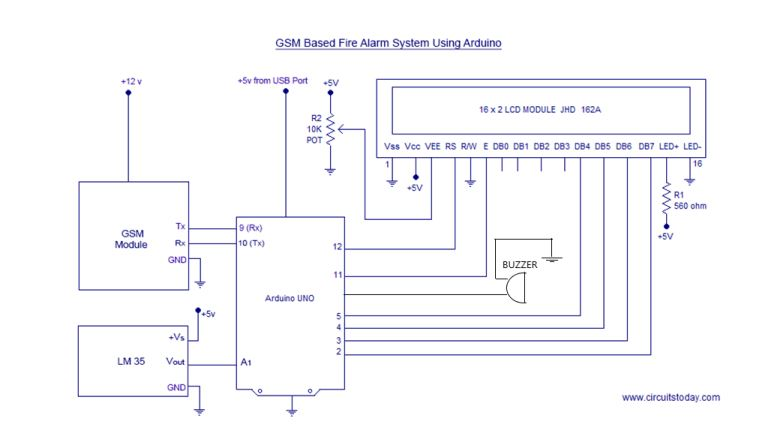 GSM Based Fire Alarm System Using Arduino
+12 v
+5v from USB Port
+5V
R2
10K
POT
16 x 2 LCD MODULE JHD 162A
Vss Vcc VEE RS R/W E DB0 DB1 DB2 DB3 DB4 DB5 DB6 DB7 LED+ LED-
1
16
+5V
R1
560 ohm
+5V
GSM
Module
Tx
Rx
GND
9 (Rx)
10 (Tx)
12
11
BUZZER
Arduino UNO
5
4
3
2
+5v
LM 35
+Vs
Vout
GND
A1
www.circuitstoday.com